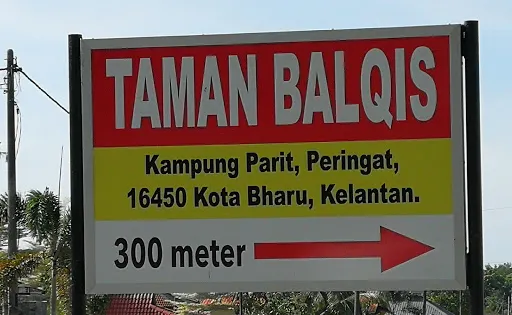 TAMAN BALQIS
Kampung Parit, Peringat,
16450 Kota Bharu, Kelantan.
300 meter